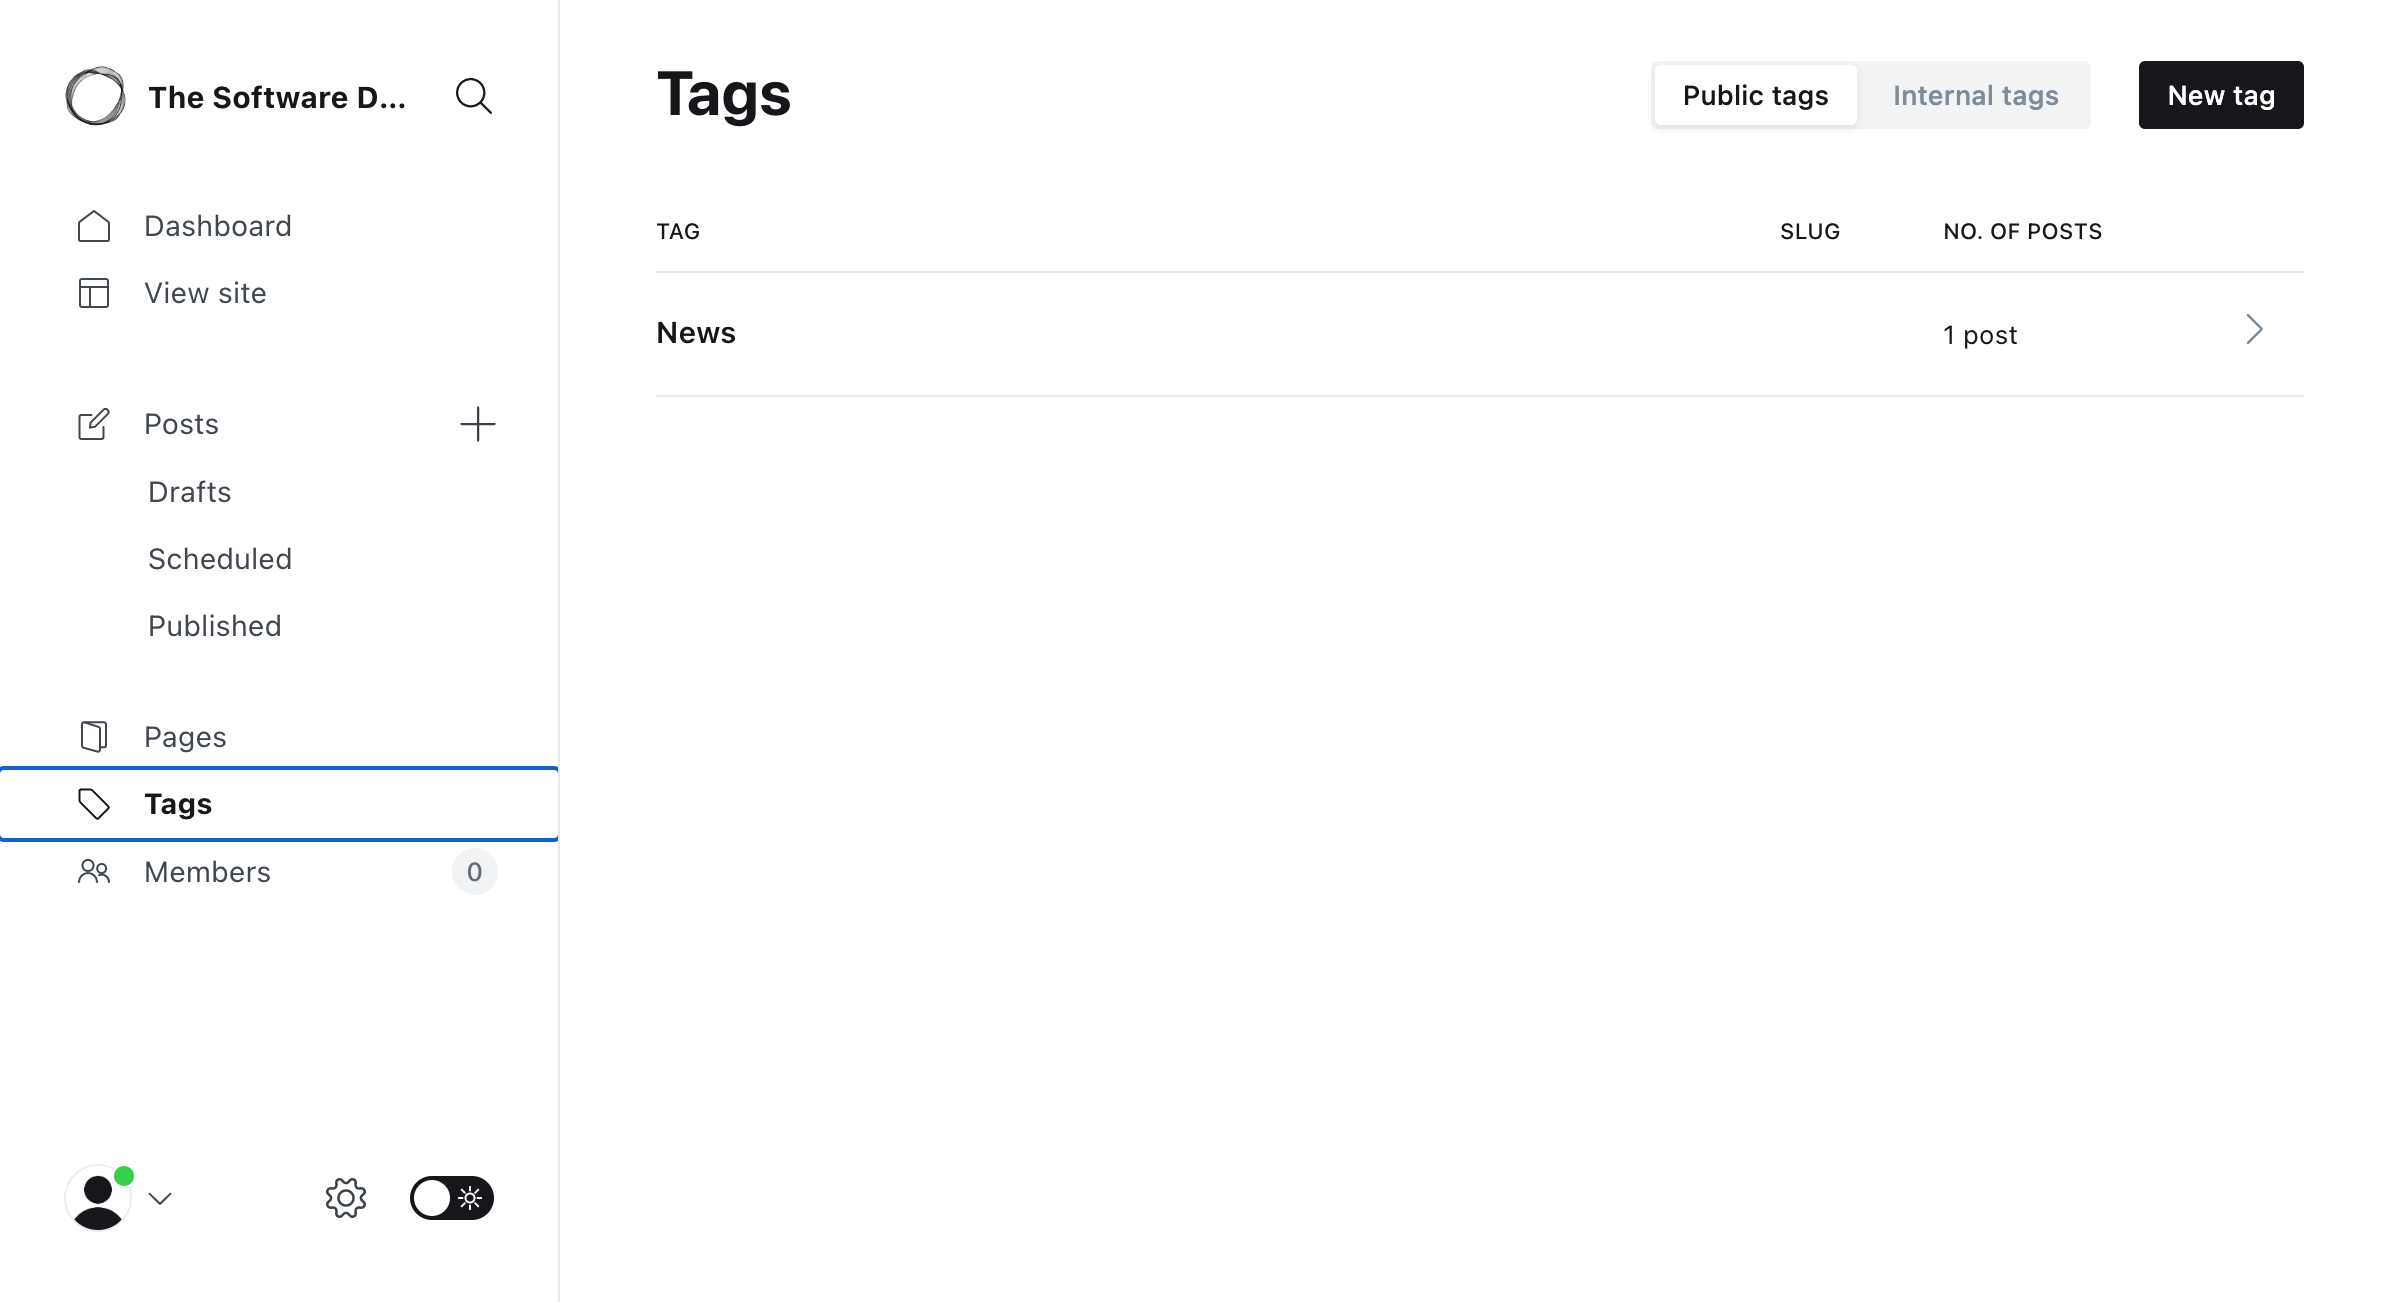 The Software D...
Dashboard
View site
Posts
Drafts
Scheduled
Published
Pages
Tags
Members
0
Tags
Public tags
Internal tags
New tag
TAG
SLUG
NO. OF POSTS
News
1 post